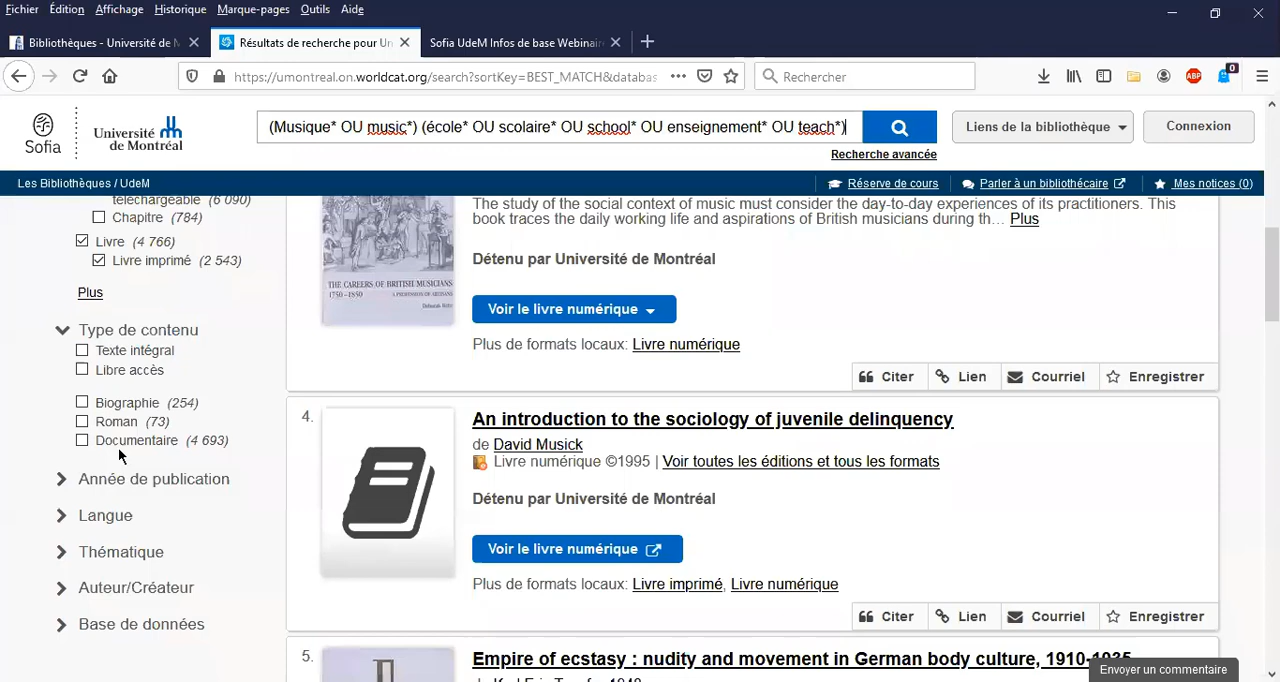 Fichier Édition Affichage Historique Marque-pages Outils Aide
Bibliothèques - Université de M
Résultats de recherche pour Un
Sofia UdeM Infos de base Webinair
https://umontreal.on.worldcat.org/search?sortKey=BEST_MATCH&databas
Rechercher
ABP
0
Sofia
Université de Montréal
(Musique* OU music*) (école* OU scolaire* OU school* OU enseignement* OU teach*)
Liens de la bibliothèque
Connexion
Recherche avancée
Les Bibliothèques / UdeM
Réserve de cours
Parler à un bibliothécaire
Mes notices (0)
téléchargeable (6 090)
Chapitre (784)
Livre (4 766)
Livre imprimé (2 543)
Plus
Type de contenu
Texte intégral
Libre accès
Biographie (254)
Roman (73)
Documentaire (4 693)
Année de publication
Langue
Thématique
Auteur/Créateur
Base de données
The study of the social context of music must consider the day-to-day experiences of its practitioners. This
book traces the daily working life and aspirations of British musicians during th… Plus
THE CAREERS OF BRITISH MUSICIANS
1750–1850
Détenu par Université de Montréal
Voir le livre numérique
Plus de formats locaux: Livre numérique
Citer Lien Courriel Enregistrer
4.
An introduction to the sociology of juvenile delinquency
de David Musick
Livre numérique ©1995 | Voir toutes les éditions et tous les formats
Détenu par Université de Montréal
Voir le livre numérique
Plus de formats locaux: Livre imprimé, Livre numérique
Citer Lien Courriel Enregistrer
5.
Empire of ecstasy : nudity and movement in German body culture, 1910-1935
Envoyer un commentaire